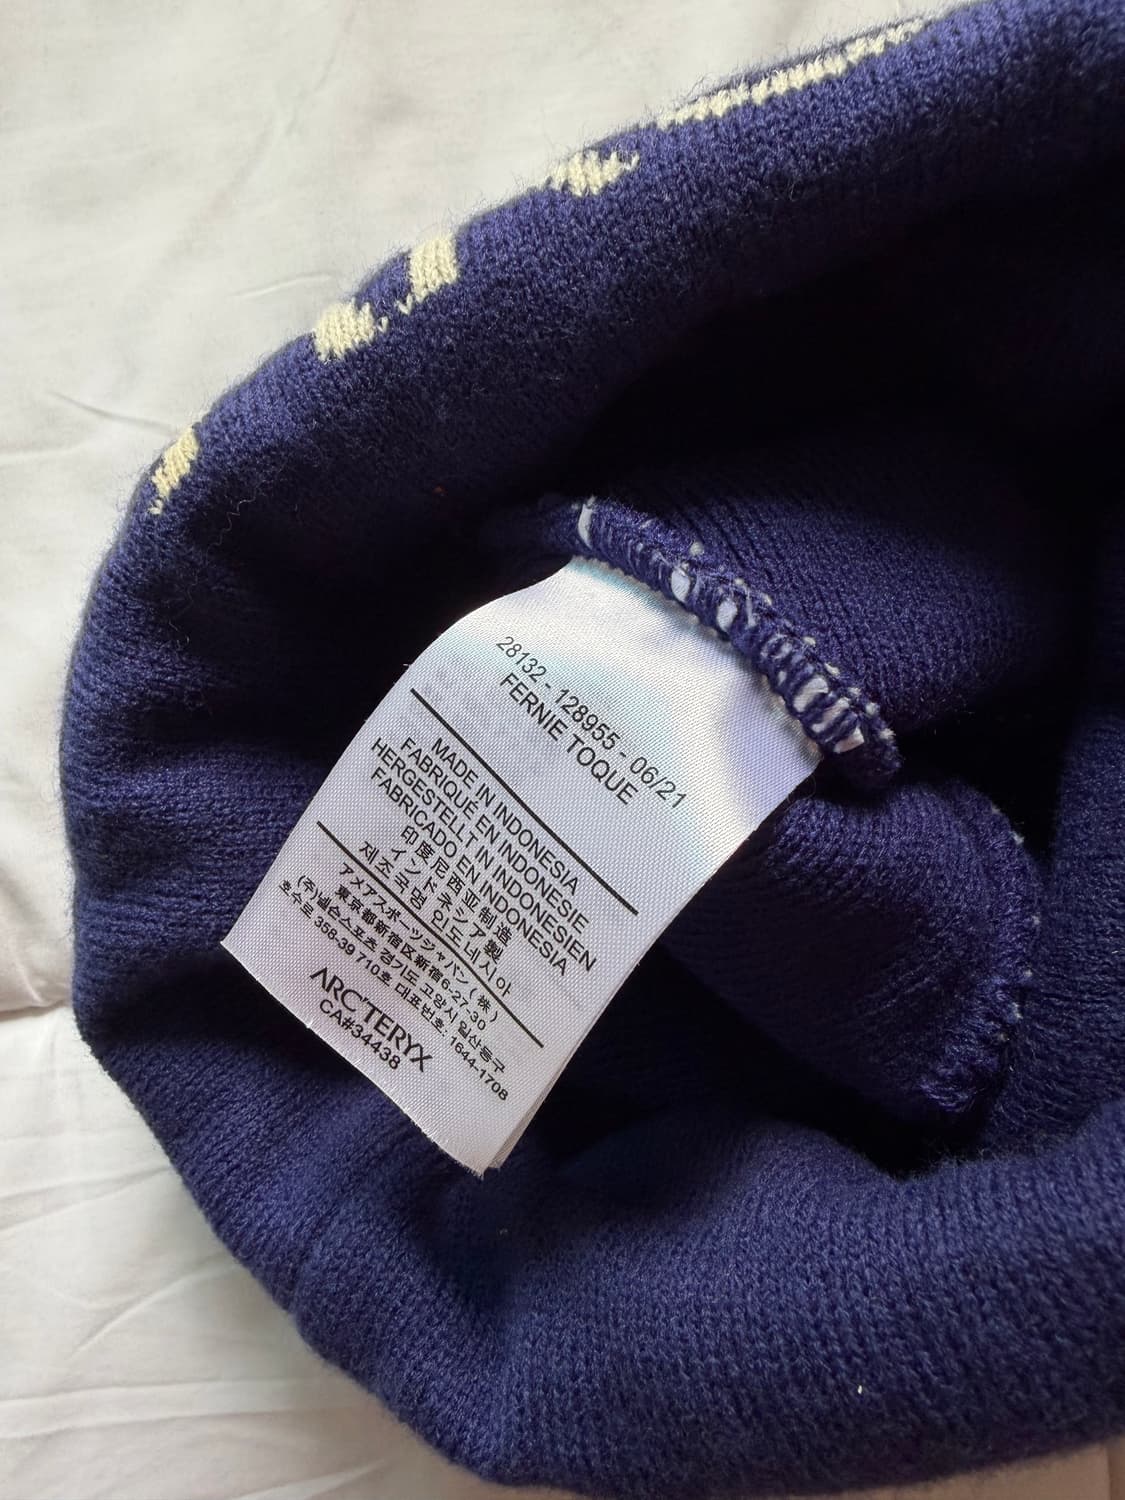 28132 - 128955 - 06/21
FERNIE TOQUE
MADE IN INDONESIA
FABRIQUÉ EN INDONESIE
HERGESTELLT IN INDONESIEN
FABRICADO EN INDONESIA
印度尼西亚制造
インドネシア製
제조국명 인도네시아
アメアスポーツジャパン(株)
東京都新宿区新宿6-27-30
(주)넬슨스포츠 경기도 고양시 일산동구
호수로 358-39 710호 대표번호: 1644-1708
ARC'TERYX
CA#34438